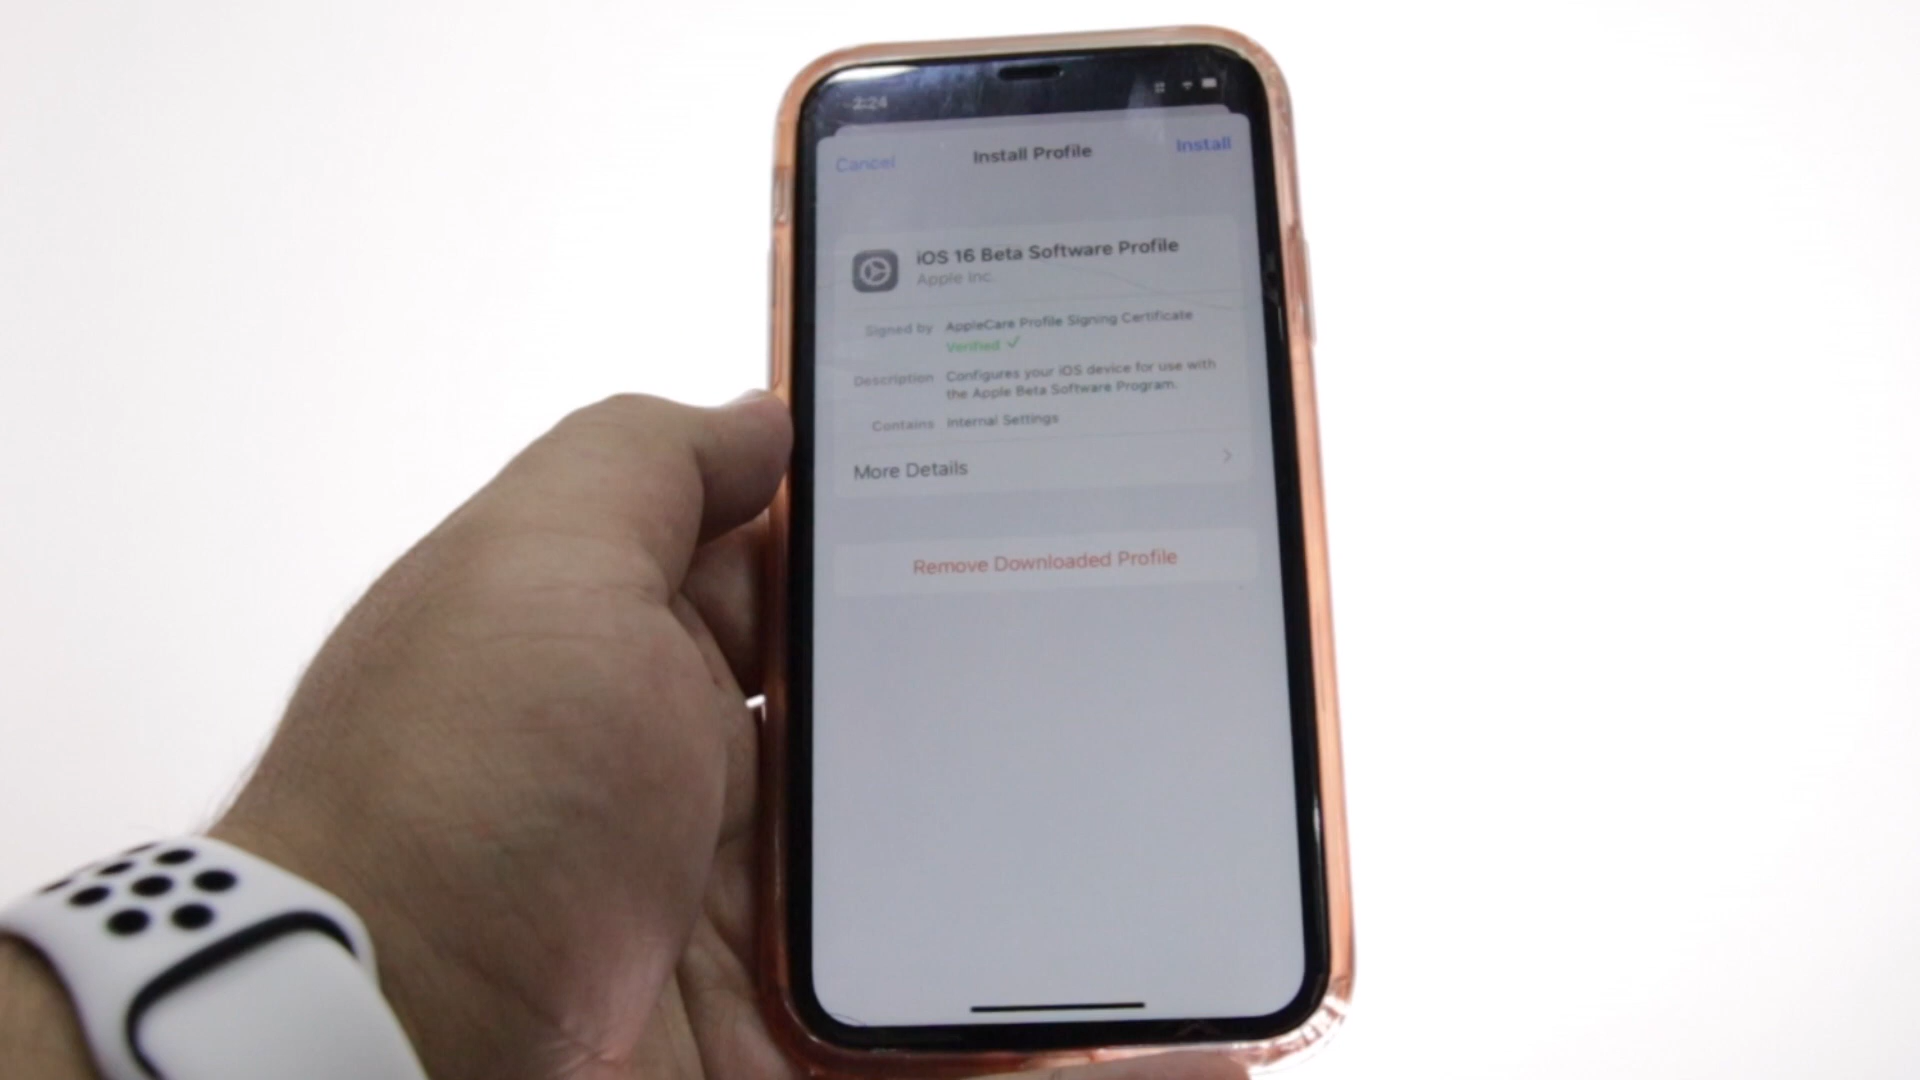 2:24
Cancel Install Profile Install
iOS 16 Beta Software Profile
Apple Inc.
Signed by AppleCare Profile Signing Certificate
Verified ✓
Description Configures your iOS device for use with
the Apple Beta Software Program.
Contains Internal Settings
More Details
Remove Downloaded Profile